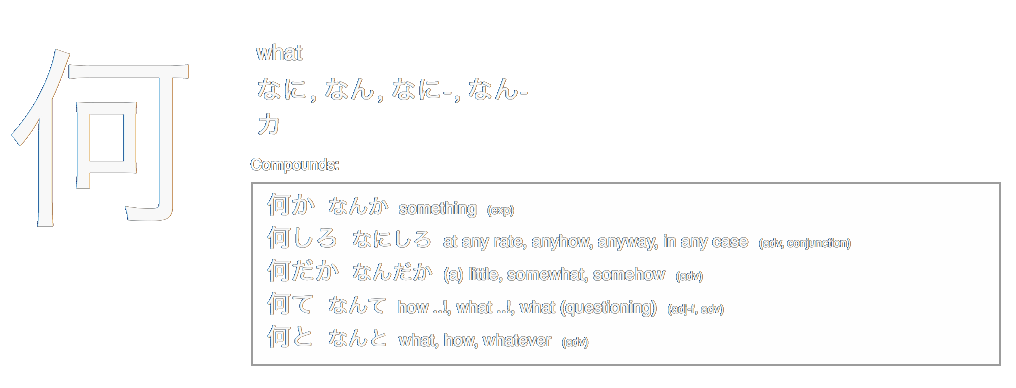 何
what
なに, なん, なに-, なん-
カ
Compounds:
何か なんか something (exp)
何しろ なにしろ at any rate, anyhow, anyway, in any case (adv, conjunction)
何だか なんだか (a) little, somewhat, somehow (adv)
何て なんて how ..!, what ..!, what (questioning) (adj-f, adv)
何と なんと what, how, whatever (adv)